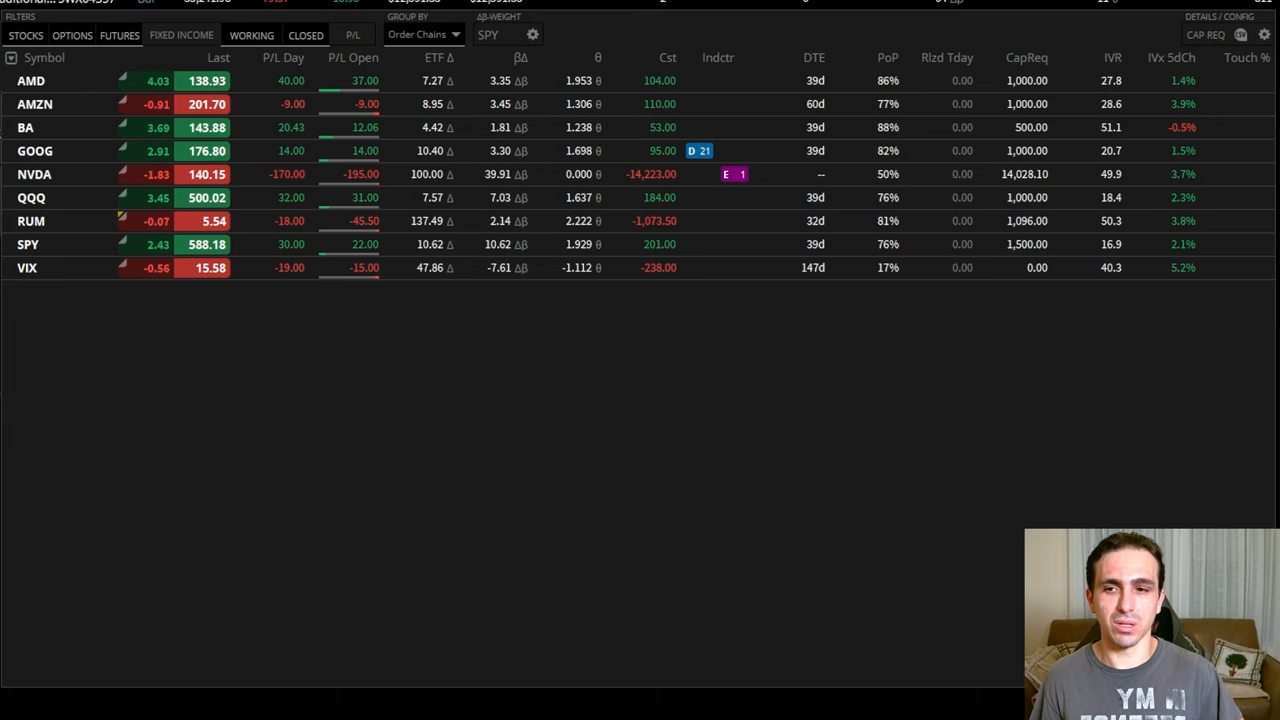 FILTERS GROUP BY Δβ-WEIGHT DETAILS / CONFIG
STOCKS OPTIONS FUTURES FIXED INCOME WORKING CLOSED P/L Order Chains SPY CAP REQ CSV
Symbol Last P/L Day P/L Open ETF Δ βΔ θ Cst Indctr DTE PoP Rlzd Tday CapReq IVR IVx 5dCh Touch %
AMD 4.03 138.93 40.00 37.00 7.27 Δ 3.35 Δβ 1.953 θ 104.00 39d 86% 0.00 1,000.00 27.8 1.4%
AMZN -0.91 201.70 -9.00 -9.00 8.95 Δ 3.45 Δβ 1.306 θ 110.00 60d 77% 0.00 1,000.00 28.6 3.9%
BA 3.69 143.88 20.43 12.06 4.42 Δ 1.81 Δβ 1.238 θ 53.00 39d 88% 0.00 500.00 51.1 -0.5%
GOOG 2.91 176.80 14.00 14.00 10.40 Δ 3.30 Δβ 1.698 θ 95.00 D 21 39d 82% 0.00 1,000.00 20.7 1.5%
NVDA -1.83 140.15 -170.00 -195.00 100.00 Δ 39.91 Δβ 0.000 θ -14,223.00 E 1 -- 50% 0.00 14,028.10 49.9 3.7%
QQQ 3.45 500.02 32.00 31.00 7.57 Δ 7.03 Δβ 1.637 θ 184.00 39d 76% 0.00 1,000.00 18.4 2.3%
RUM -0.07 5.54 -18.00 -45.50 137.49 Δ 2.14 Δβ 2.222 θ -1,073.50 32d 81% 0.00 1,096.00 50.3 3.8%
SPY 2.43 588.18 30.00 22.00 10.62 Δ 10.62 Δβ 1.929 θ 201.00 39d 76% 0.00 1,500.00 16.9 2.1%
VIX -0.56 15.58 -19.00 -15.00 47.86 Δ -7.61 Δβ -1.112 θ -238.00 147d 17% 0.00 0.00 40.3 5.2%